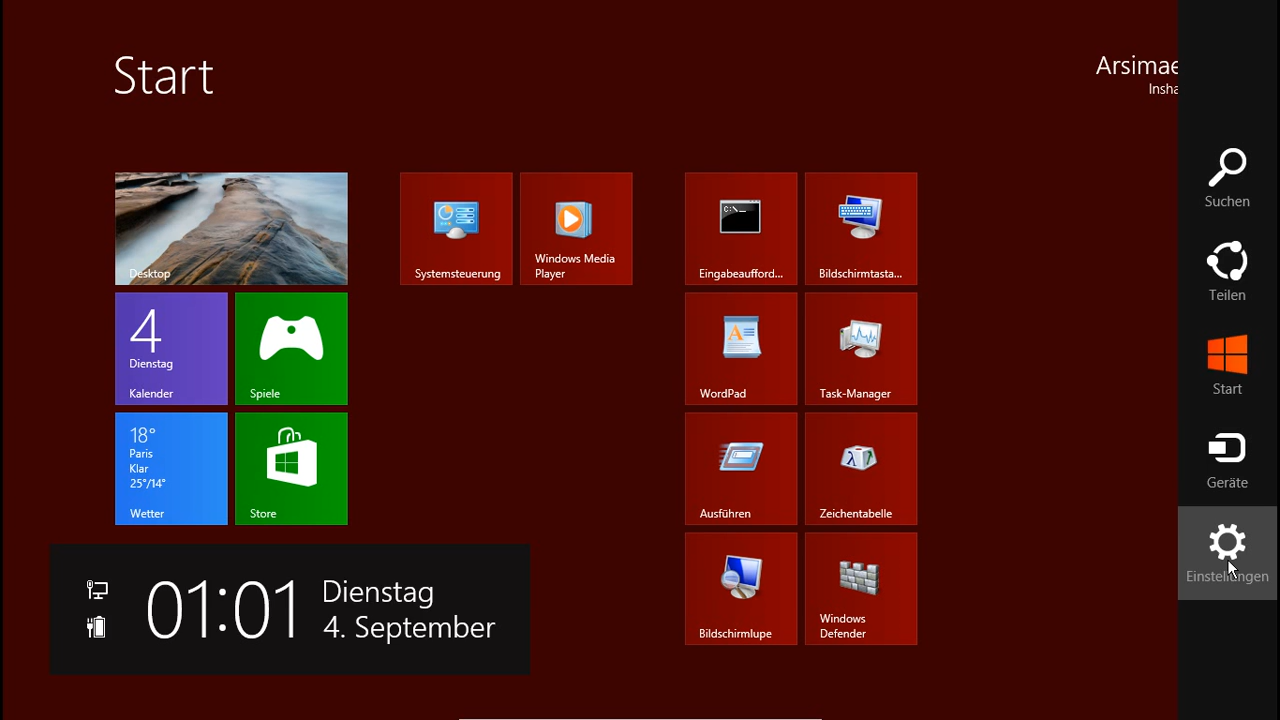 Start
Arsimae
Insha
Desktop
4
Dienstag
Kalender
Spiele
18°
Paris
Klar
25°/14°
Wetter
Store
Systemsteuerung
Windows Media
Player
C:\._
Eingabeaufford...
Bildschirmtasta...
WordPad
Task-Manager
Ausführen
Zeichentabelle
Bildschirmlupe
Windows
Defender
01:01
Dienstag
4. September
Suchen
Teilen
Start
Geräte
Einstellungen